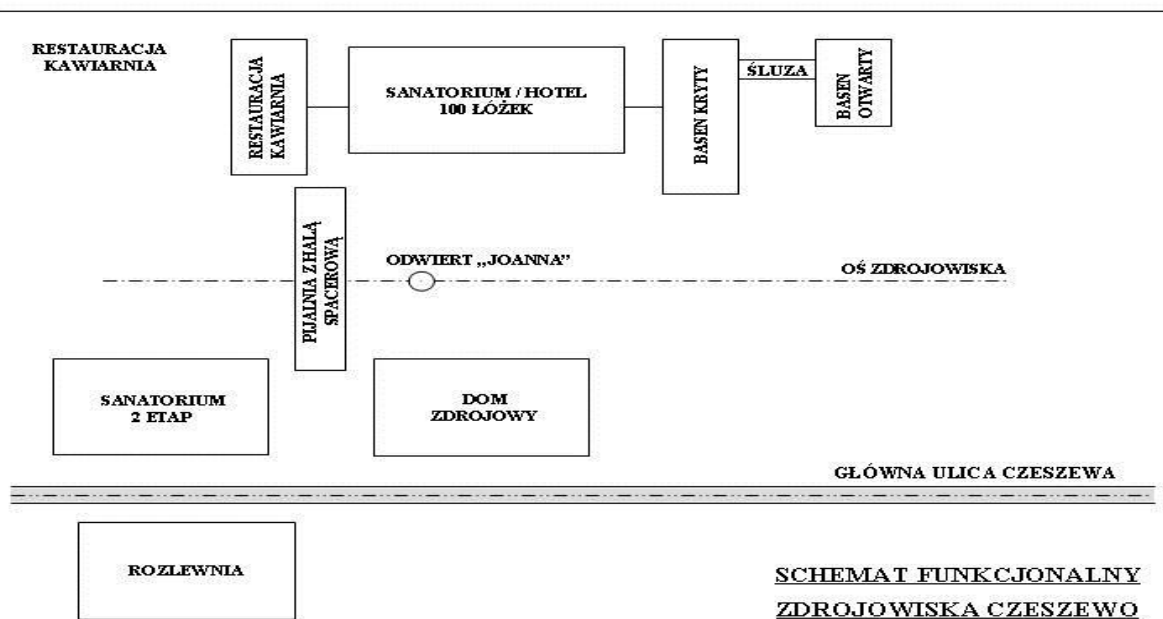 RESTAURACJA
KAWIARNIA
RESTAURACJA
KAWIARNIA
SANATORIUM / HOTEL
100 ŁÓŻEK
BASEN KRYTY
ŚLUZA
BASEN
OTWARTY
PIJALNIA Z HALĄ
SPACEROWĄ
ODWIERT „JOANNA”
OŚ ZDROJOWISKA
SANATORIUM
2 ETAP
DOM
ZDROJOWY
GŁÓWNA ULICA CZESZEWA
ROZLEWNIA
SCHEMAT FUNKCJONALNY
ZDROJOWISKA CZESZEWO